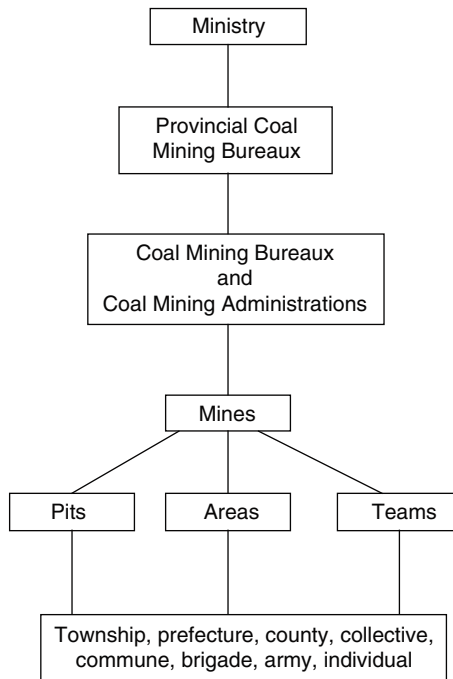 Ministry
Provincial Coal
Mining Bureaux
Coal Mining Bureaux
and
Coal Mining Administrations
Mines
Pits
Areas
Teams
Township, prefecture, county, collective,
commune, brigade, army, individual